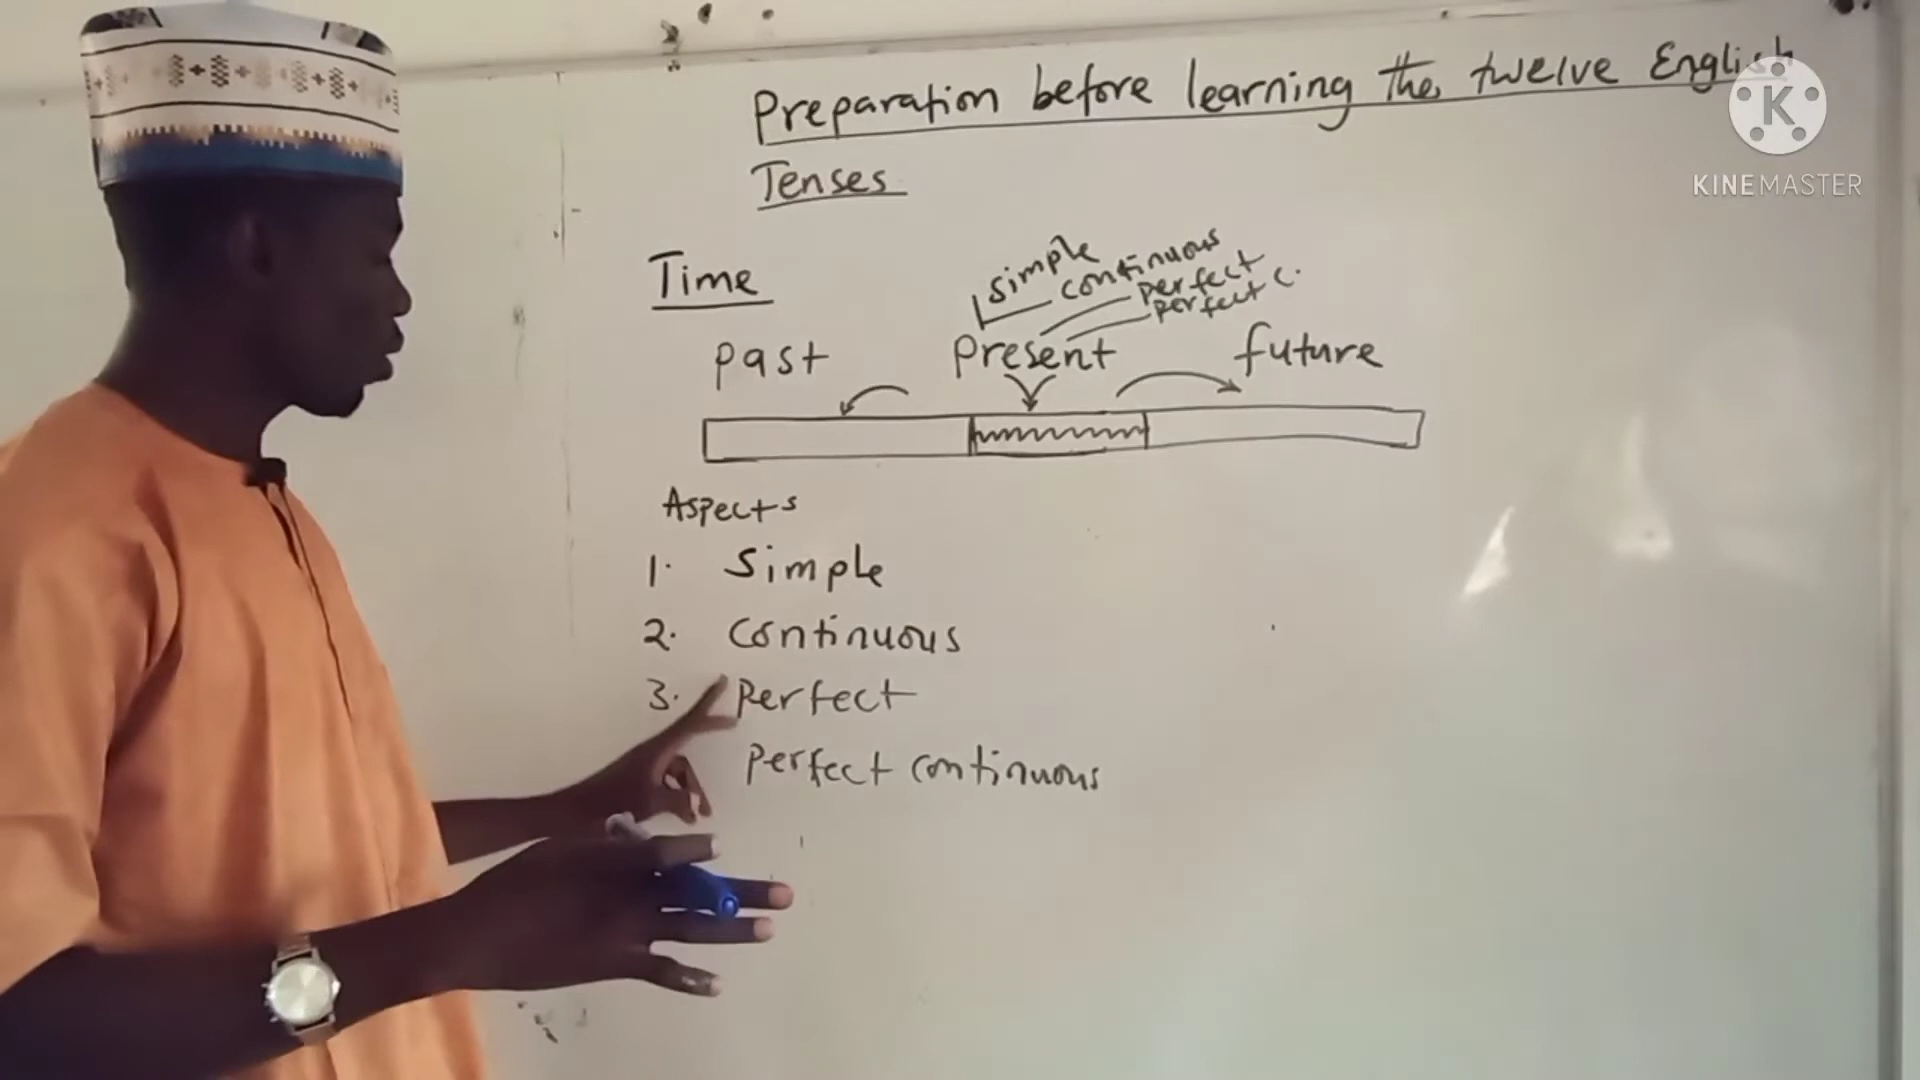 Preparation before learning the twelve English
Tenses
K
KINEMASTER
Time
simple
continuous
perfect
perfect c.
past present future
Aspects
1. Simple
2. Continuous
3. Perfect
Perfect continuous